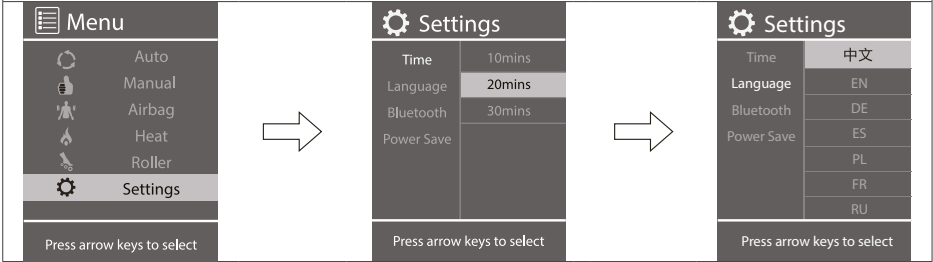 Menu
Auto
Manual
Airbag
Heat
Roller
Settings
Press arrow keys to select
Settings
Time
10mins
Language
20mins
Bluetooth
30mins
Power Save
Press arrow keys to select
Settings
Time
中文
Language
EN
Bluetooth
DE
Power Save
ES
PL
FR
RU
Press arrow keys to select